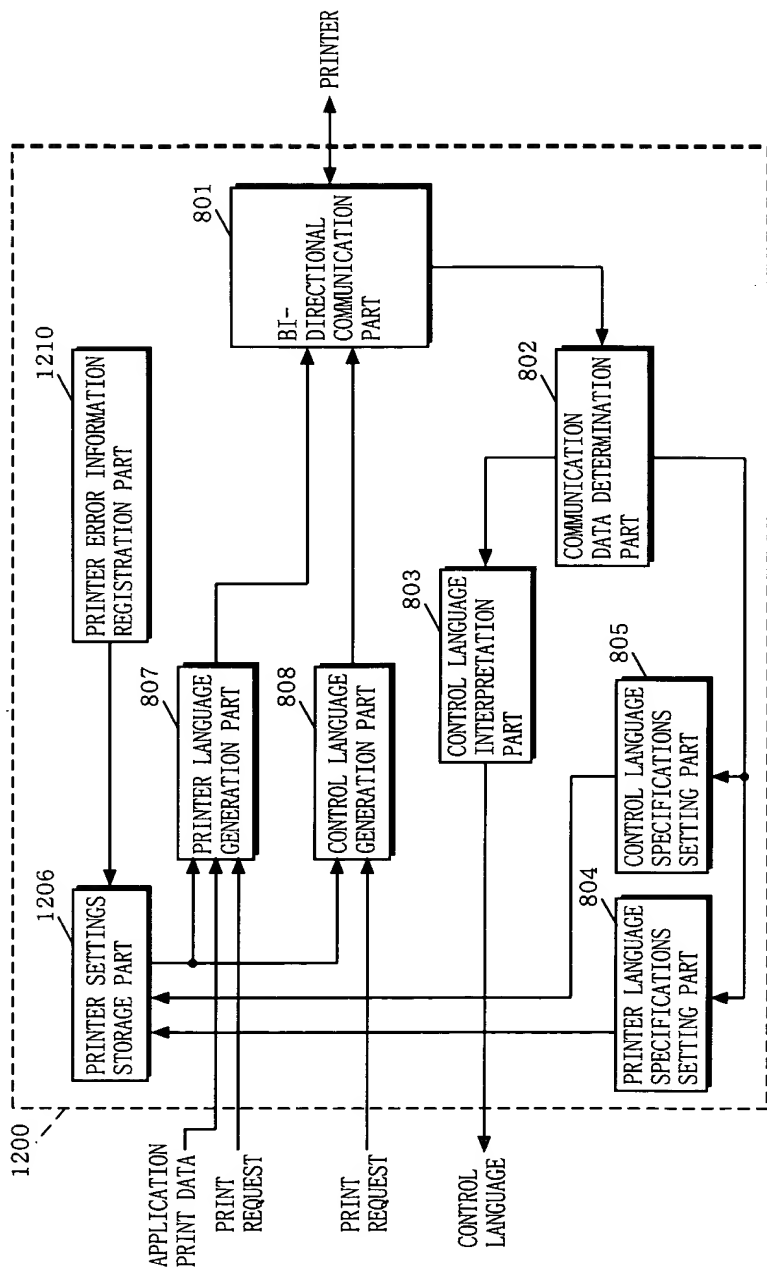 1200
1206
PRINTER SETTINGS
STORAGE PART
1210
PRINTER ERROR INFORMATION
REGISTRATION PART
APPLICATION
PRINT DATA
PRINT
REQUEST
807
PRINTER LANGUAGE
GENERATION PART
801
BI-
DIRECTIONAL
COMMUNICATION
PART
PRINTER
PRINT
REQUEST
808
CONTROL LANGUAGE
GENERATION PART
CONTROL
LANGUAGE
803
CONTROL LANGUAGE
INTERPRETATION
PART
802
COMMUNICATION
DATA DETERMINATION
PART
804
PRINTER LANGUAGE
SPECIFICATIONS
SETTING PART
805
CONTROL LANGUAGE
SPECIFICATIONS
SETTING PART